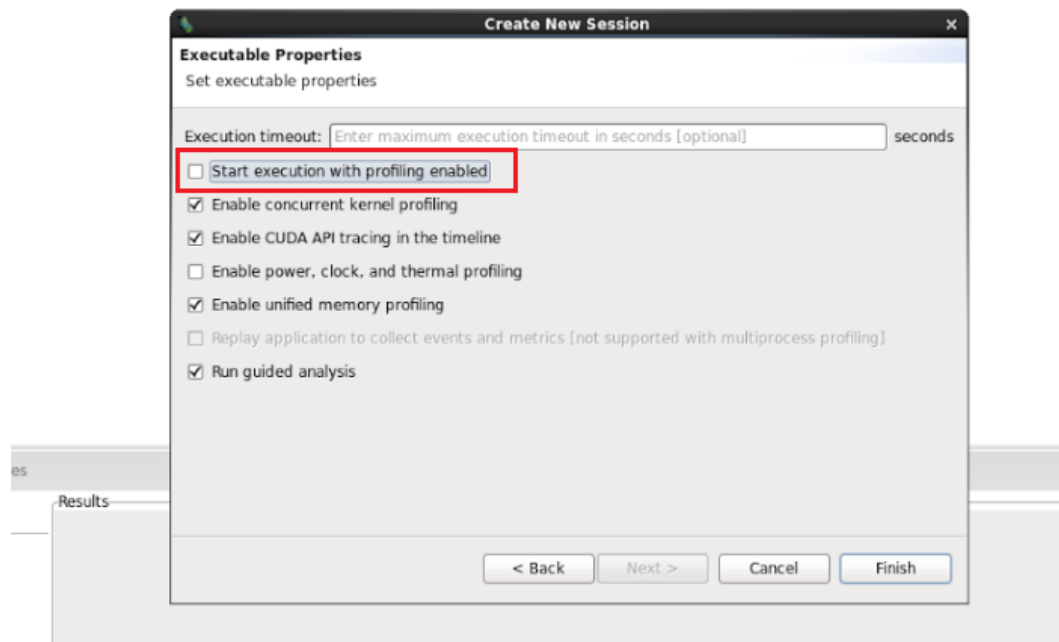 Create New Session
Executable Properties
Set executable properties
Execution timeout: Enter maximum execution timeout in seconds [optional] seconds
Start execution with profiling enabled
Enable concurrent kernel profiling
Enable CUDA API tracing in the timeline
Enable power, clock, and thermal profiling
Enable unified memory profiling
Replay application to collect events and metrics [not supported with multiprocess profiling]
Run guided analysis
es
Results
< Back Next > Cancel Finish